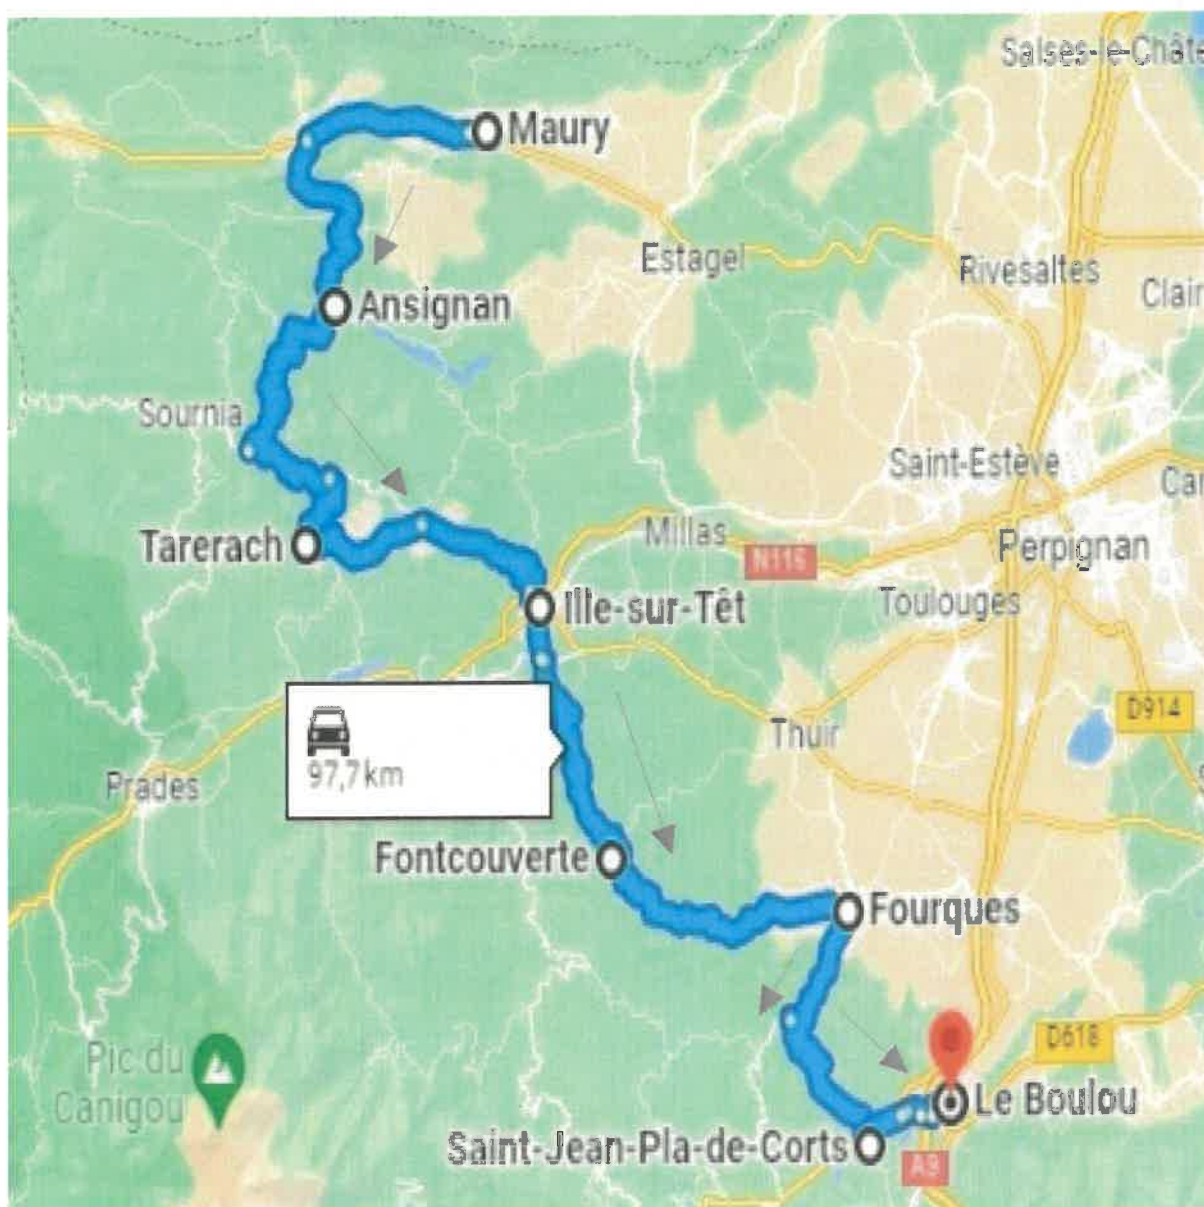 Salses-le-Châte
Maury
Estagel
Rivesaltes
Clair
Ansignan
Sournia
Saint-Estève
Ca
Millas
Tarerach
N116
Perpignan
Toulouges
Ille-sur-Têt
D914
Thuir
97,7 km
Prades
Fontcouverte
Fourques
Pic du
Canigou
D618
Le Boulou
Saint-Jean-Pla-de-Corts
A9